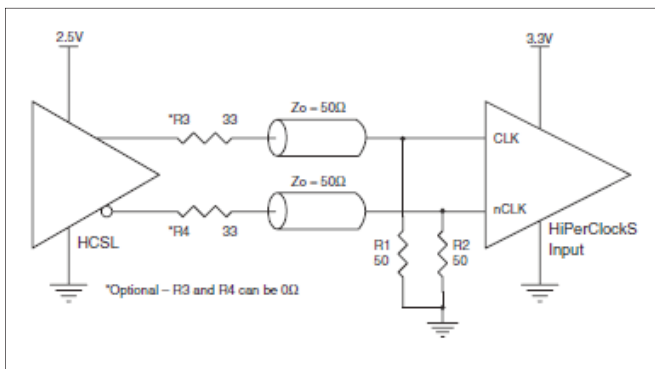 2.5V
3.3V
*R3 33
Zo – 50Ω
CLK
Zo – 50Ω
nCLK
HCSL
*R4 33
R1
50
R2
50
HiPerClockS
Input
*Optional – R3 and R4 can be 0Ω